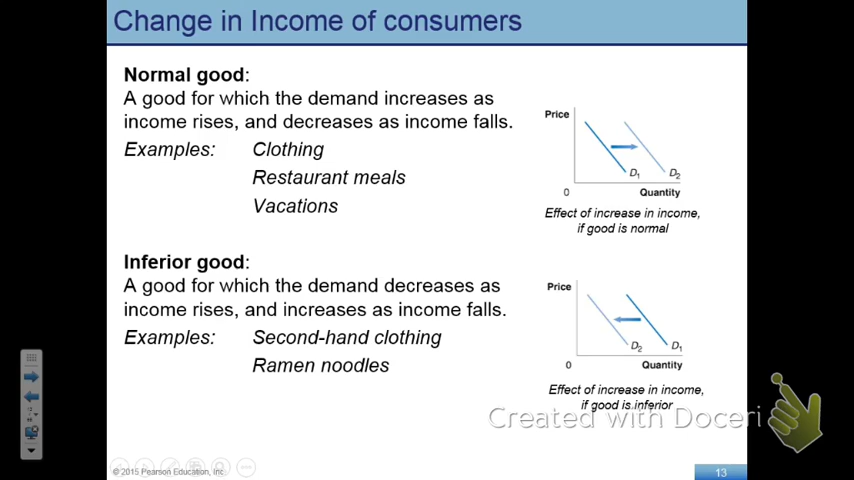 Change in Income of consumers
Normal good:
A good for which the demand increases as
income rises, and decreases as income falls.
Examples: Clothing
Restaurant meals
Vacations
Price
D1 D2
0 Quantity
Effect of increase in income,
if good is normal
Inferior good:
A good for which the demand decreases as
income rises, and increases as income falls.
Examples: Second-hand clothing
Ramen noodles
Price
D2 D1
0 Quantity
Effect of increase in income,
if good is inferior
Created with Doceri
© 2015 Pearson Education, Inc.
13